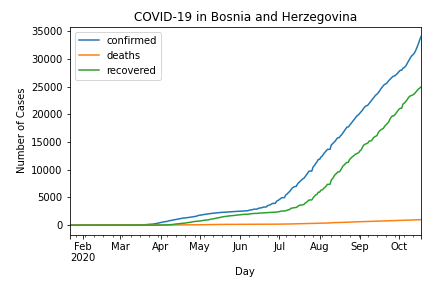 COVID-19 in Bosnia and Herzegovina
confirmed
deaths
recovered
Number of Cases
35000
30000
25000
20000
15000
10000
5000
0
Feb Mar Apr May Jun Jul Aug Sep Oct
2020
Day